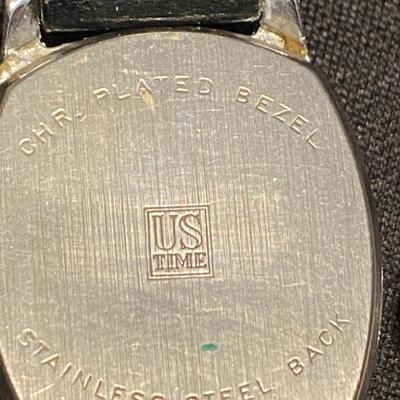 CHR. PLATED BEZEL
US
TIME
STAINLESS STEEL BACK